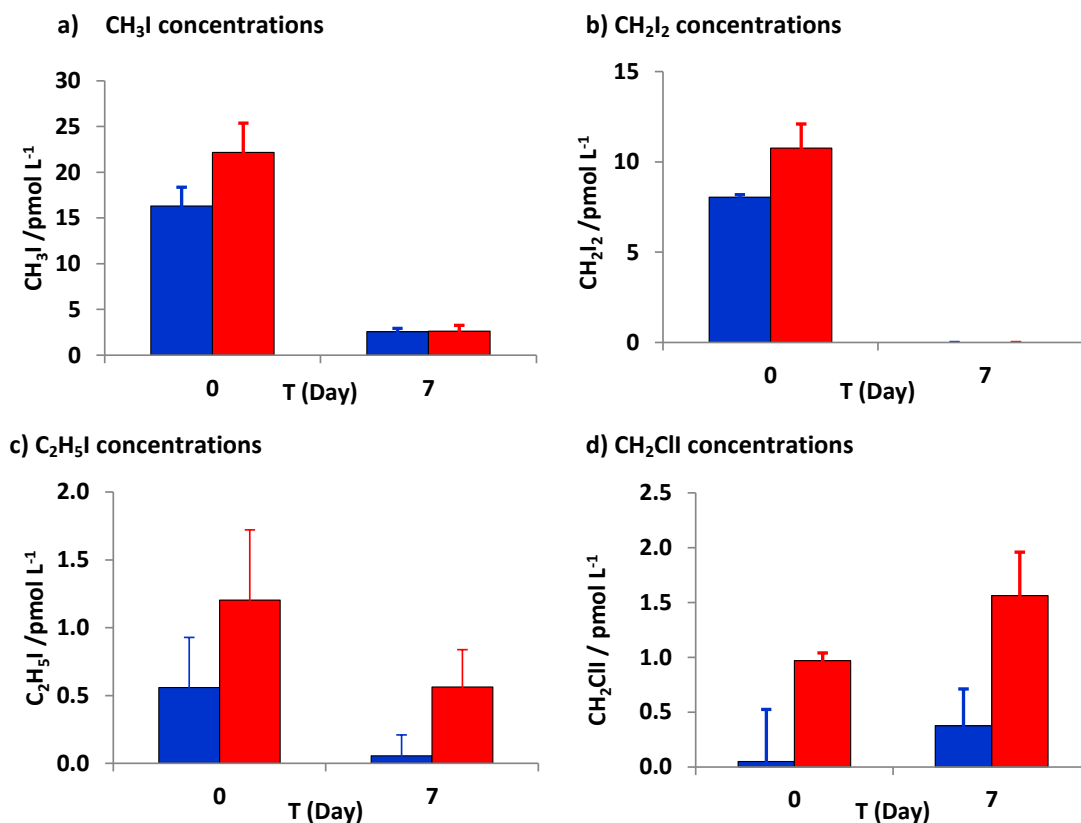 a) CH₃I concentrations
CH₃I /pmol L⁻¹
30
25
20
15
10
5
0
0
7
T (Day)
b) CH₂I₂ concentrations
CH₂I₂ /pmol L⁻¹
15
10
5
0
0
7
T (Day)
c) C₂H₅I concentrations
C₂H₅I /pmol L⁻¹
2.0
1.5
1.0
0.5
0.0
0
7
T (Day)
d) CH₂ClI concentrations
CH₂ClI / pmol L⁻¹
2.5
2.0
1.5
1.0
0.5
0.0
0
7
T (Day)